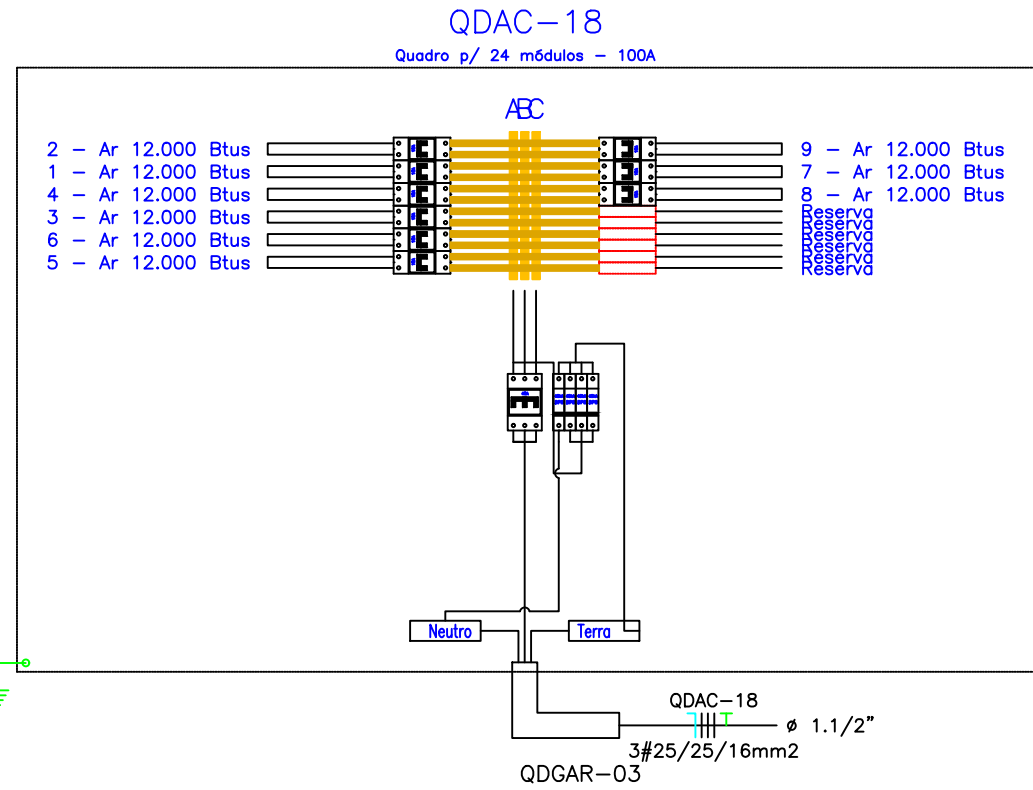 QDAC-18
Quadro p/ 24 módulos - 100A
ABC
2 - Ar 12.000 Btus
1 - Ar 12.000 Btus
4 - Ar 12.000 Btus
3 - Ar 12.000 Btus
6 - Ar 12.000 Btus
5 - Ar 12.000 Btus
9 - Ar 12.000 Btus
7 - Ar 12.000 Btus
8 - Ar 12.000 Btus
Reserva
Reserva
Reserva
Reserva
Reserva
Reserva
Neutro
Terra
QDAC-18
ø 1.1/2"
3#25/25/16mm2
QDGAR-03